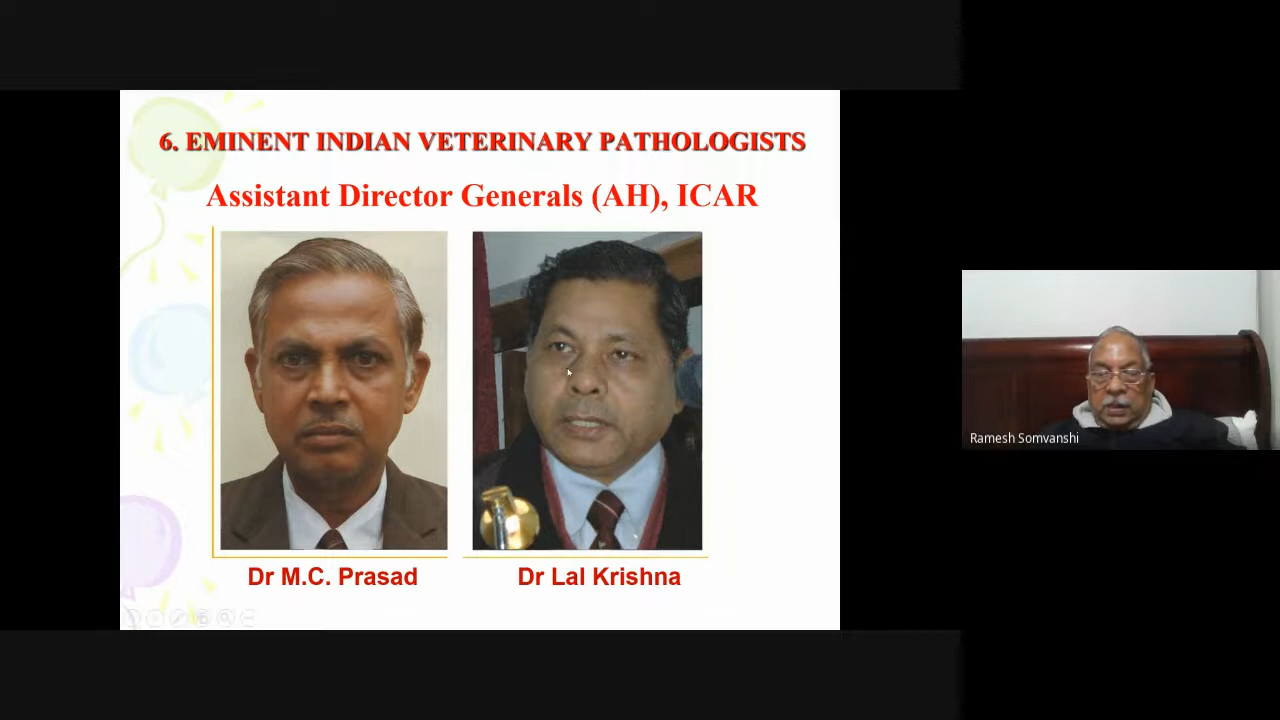 6. EMINENT INDIAN VETERINARY PATHOLOGISTS
Assistant Director Generals (AH), ICAR
Dr M.C. Prasad
Dr Lal Krishna
Ramesh Somvanshi